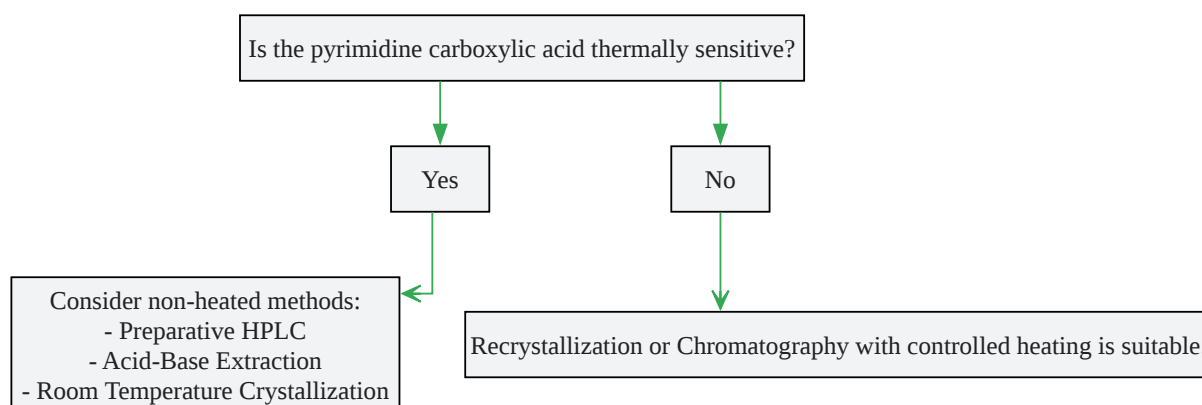 Is the pyrimidine carboxylic acid thermally sensitive?
Yes
No
Consider non-heated methods:
- Preparative HPLC
- Acid-Base Extraction
- Room Temperature Crystallization
Recrystallization or Chromatography with controlled heating is suitable